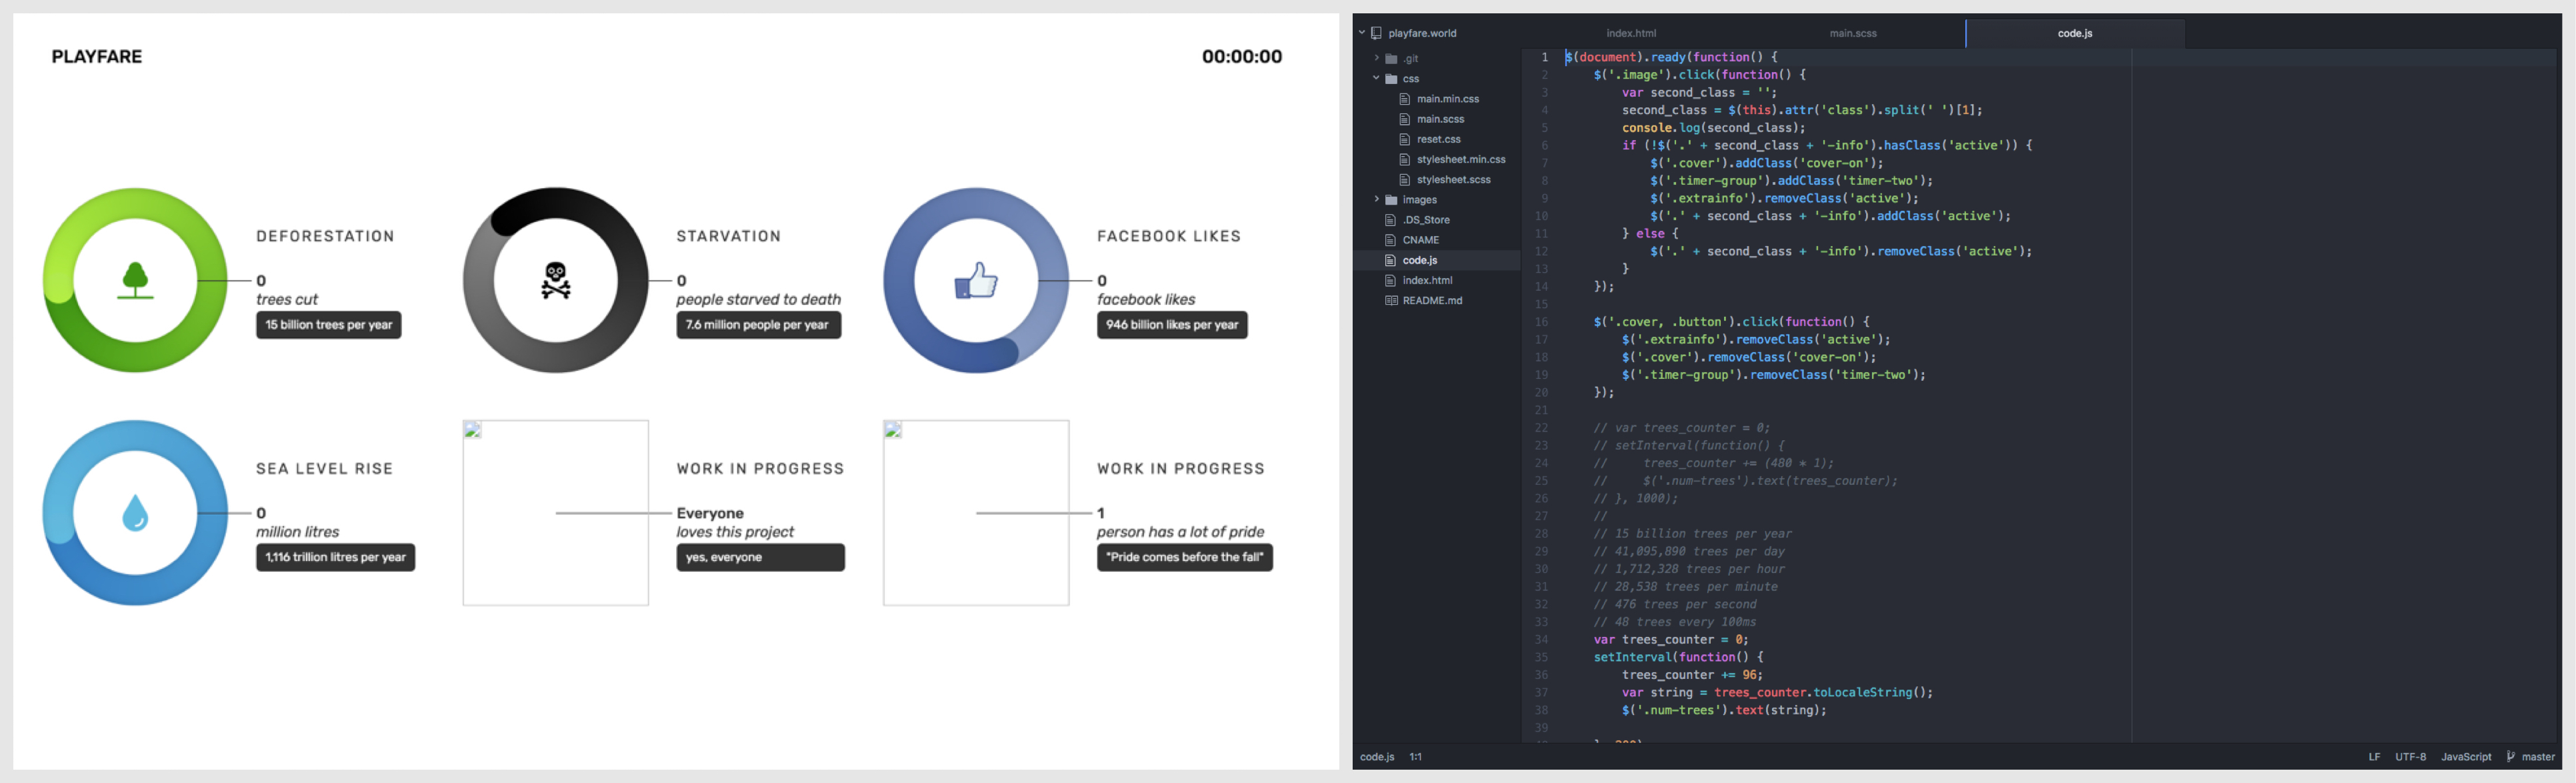 PLAYFARE
00:00:00
DEFORESTATION
0
trees cut
15 billion trees per year
STARVATION
0
people starved to death
7.6 million people per year
FACEBOOK LIKES
0
facebook likes
946 billion likes per year
SEA LEVEL RISE
0
million litres
1,116 trillion litres per year
WORK IN PROGRESS
Everyone
loves this project
yes, everyone
WORK IN PROGRESS
1
person has a lot of pride
"Pride comes before the fall"
playfare.world
.git
css
main.min.css
main.scss
reset.css
stylesheet.min.css
stylesheet.scss
images
.DS_Store
CNAME
code.js
index.html
README.md
index.html
main.scss
code.js
1 $(document).ready(function() {
2 $('.image').click(function() {
3 var second_class = '';
4 second_class = $(this).attr('class').split(' ')[1];
5 console.log(second_class);
6 if (!$('.' + second_class + '-info').hasClass('active')) {
7 $('.cover').addClass('cover-on');
8 $('.timer-group').addClass('timer-two');
9 $('.extrainfo').removeClass('active');
10 $('.' + second_class + '-info').addClass('active');
11 } else {
12 $('.' + second_class + '-info').removeClass('active');
13 }
14 });
15
16 $('.cover, .button').click(function() {
17 $('.extrainfo').removeClass('active');
18 $('.cover').removeClass('cover-on');
19 $('.timer-group').removeClass('timer-two');
20 });
21
22 // var trees_counter = 0;
23 // setInterval(function() {
24 // trees_counter += (480 * 1);
25 // $('.num-trees').text(trees_counter);
26 // }, 1000);
27 //
28 // 15 billion trees per year
29 // 41,095,890 trees per day
30 // 1,712,328 trees per hour
31 // 28,538 trees per minute
32 // 476 trees per second
33 // 48 trees every 100ms
34 var trees_counter = 0;
35 setInterval(function() {
36 trees_counter += 96;
37 var string = trees_counter.toLocaleString();
38 $('.num-trees').text(string);
39
code.js 1:1
LF UTF-8 JavaScript master